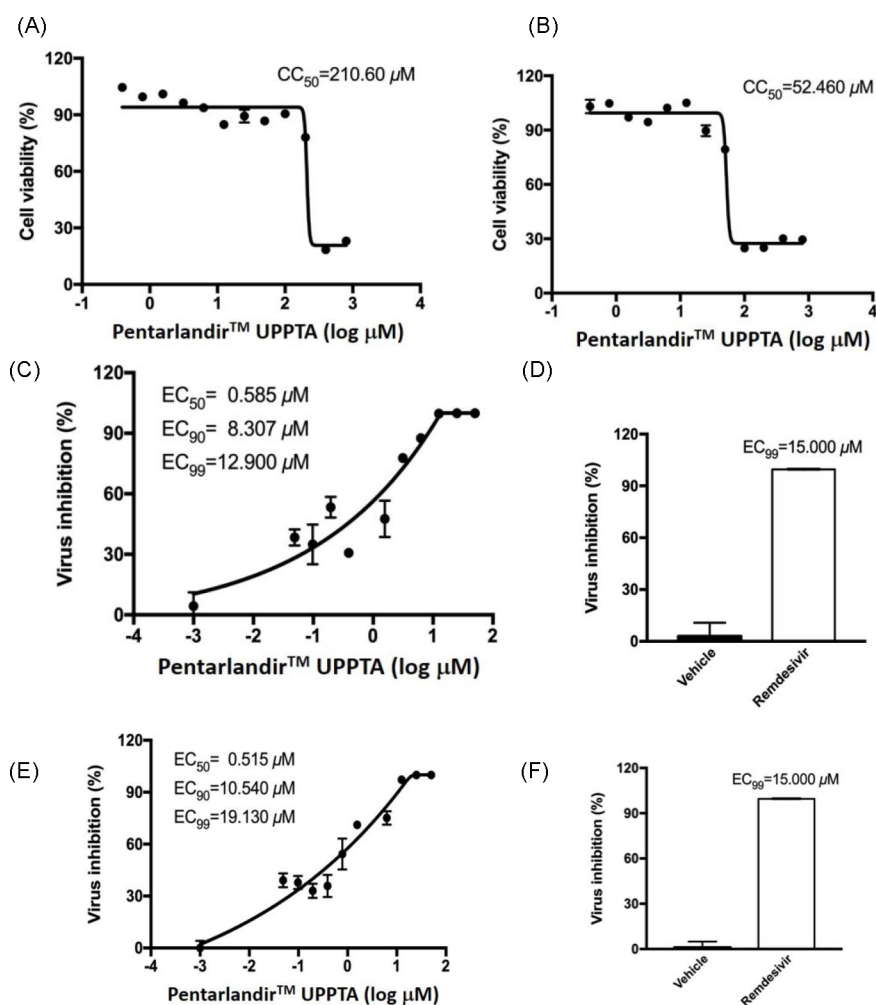 (A)
120
90
60
30
0
-1
0
1
2
3
4
Cell viability (%)
CC50=210.60 µM
Pentarlandir™ UPPTA (log µM)
(B)
120
90
60
30
0
-1
0
1
2
3
4
Cell viability (%)
CC50=52.460 µM
Pentarlandir™ UPPTA (log µM)
(C)
120
90
60
30
0
-4
-3
-2
-1
0
1
2
Virus inhibition (%)
EC50= 0.585 µM
EC90= 8.307 µM
EC99=12.900 µM
Pentarlandir™ UPPTA (log µM)
(D)
120
90
60
30
0
Virus inhibition (%)
EC99=15.000 µM
Vehicle
Remdesivir
(E)
120
90
60
30
0
-4
-3
-2
-1
0
1
2
Virus inhibition (%)
EC50= 0.515 µM
EC90=10.540 µM
EC99=19.130 µM
Pentarlandir™ UPPTA (log µM)
(F)
120
90
60
30
0
Virus inhibition (%)
EC99=15.000 µM
Vehicle
Remdesivir